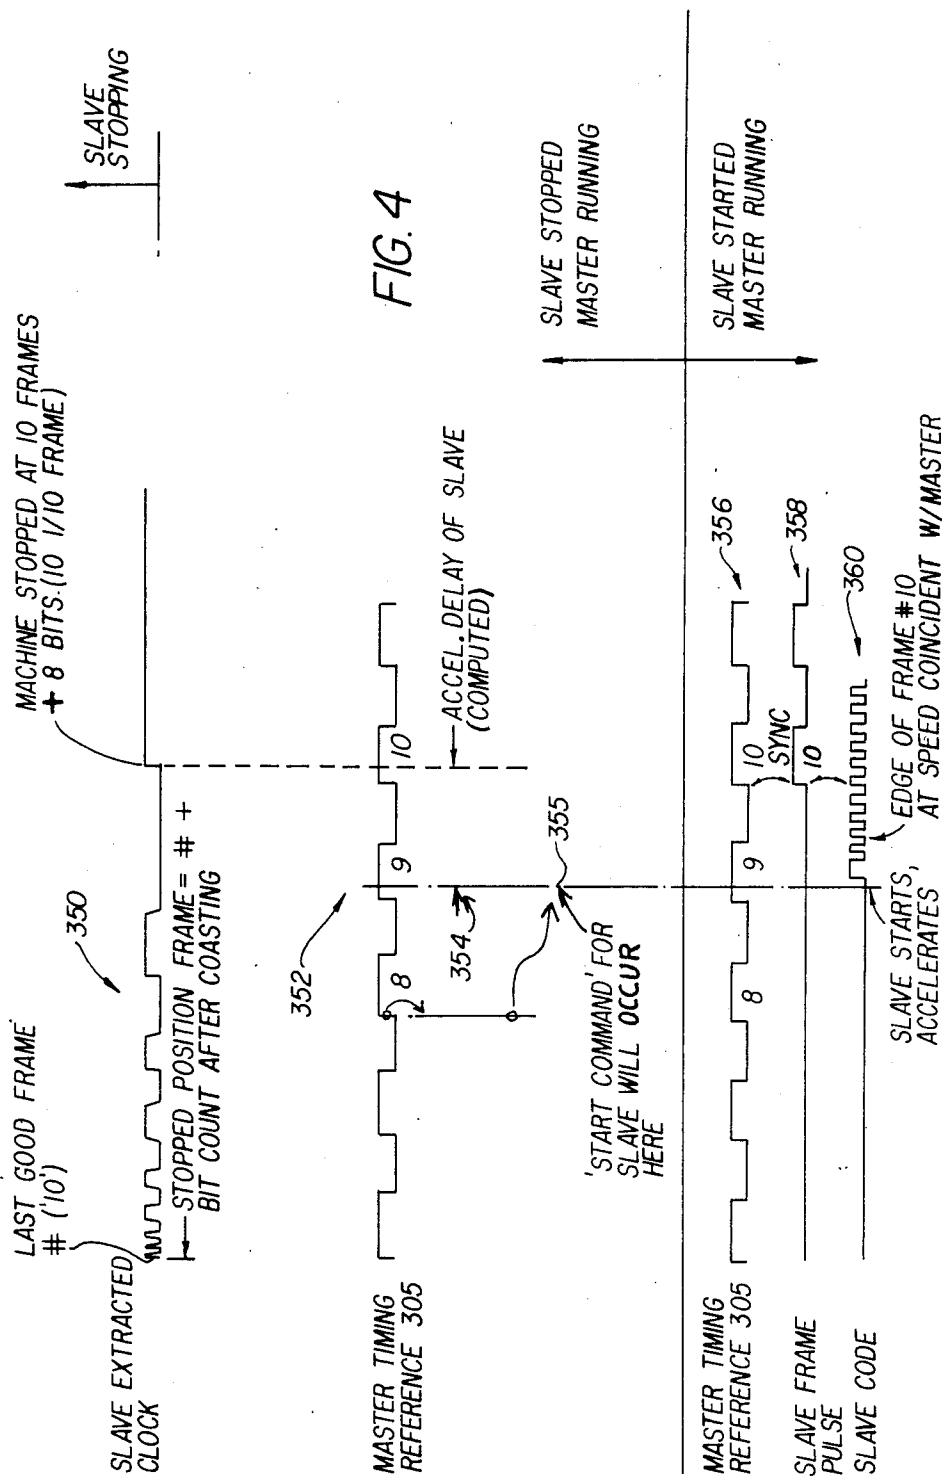 SLAVE
STOPPING
MACHINE STOPPED AT 10 FRAMES
+ 8 BITS.(10 1/10 FRAME)
LAST GOOD FRAME
# ('10')
350
SLAVE EXTRACTED
CLOCK
STOPPED POSITION FRAME = # +
BIT COUNT AFTER COASTING
FIG. 4
352
MASTER TIMING
REFERENCE 305
8
9
10
354
ACCEL. DELAY OF SLAVE
(COMPUTED)
355
'START COMMAND' FOR
SLAVE WILL OCCUR
HERE
SLAVE STOPPED
MASTER RUNNING
SLAVE STARTED
MASTER RUNNING
MASTER TIMING
REFERENCE 305
8
9
10
356
SYNC
SLAVE FRAME
PULSE
10
358
SLAVE CODE
360
SLAVE STARTS,
ACCELERATES
EDGE OF FRAME #10
AT SPEED COINCIDENT W/MASTER